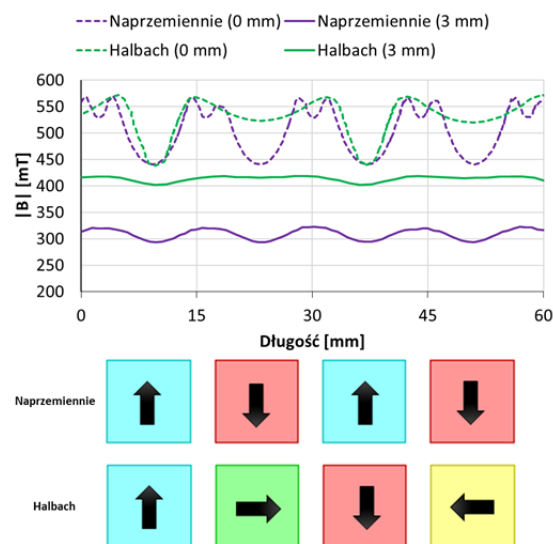 Naprzemiennie (0 mm) Naprzemiennie (3 mm)
Halbach (0 mm) Halbach (3 mm)
600
550
500
450
400
350
300
250
200
|B| [mT]
0 15 30 45 60
Długość [mm]
Naprzemiennie
Halbach